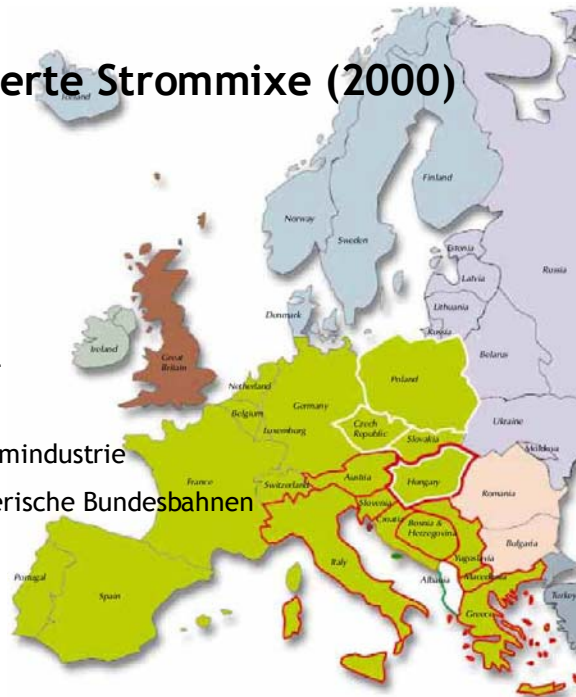 erte Strommixe (2000)
Iceland
Finland
Norway
Sweden
Estonia
Russia
Latvia
Denmark
Lithuania
Russia
Ireland
Great
Britain
Belarus
Netherland
Poland
Germany
Belgium
Czech
Republic
Ukraine
Luxemburg
Slovakia
mindustrie
Moldova
France
Switzerland
Austria
Hungary
Romania
erische Bundesbahnen
Slovenia
Croatia
Bosnia &
Herzegovina
Bulgaria
Italy
Yugoslavia
Albania
Macedonia
Portugal
Spain
Greece
Turkey